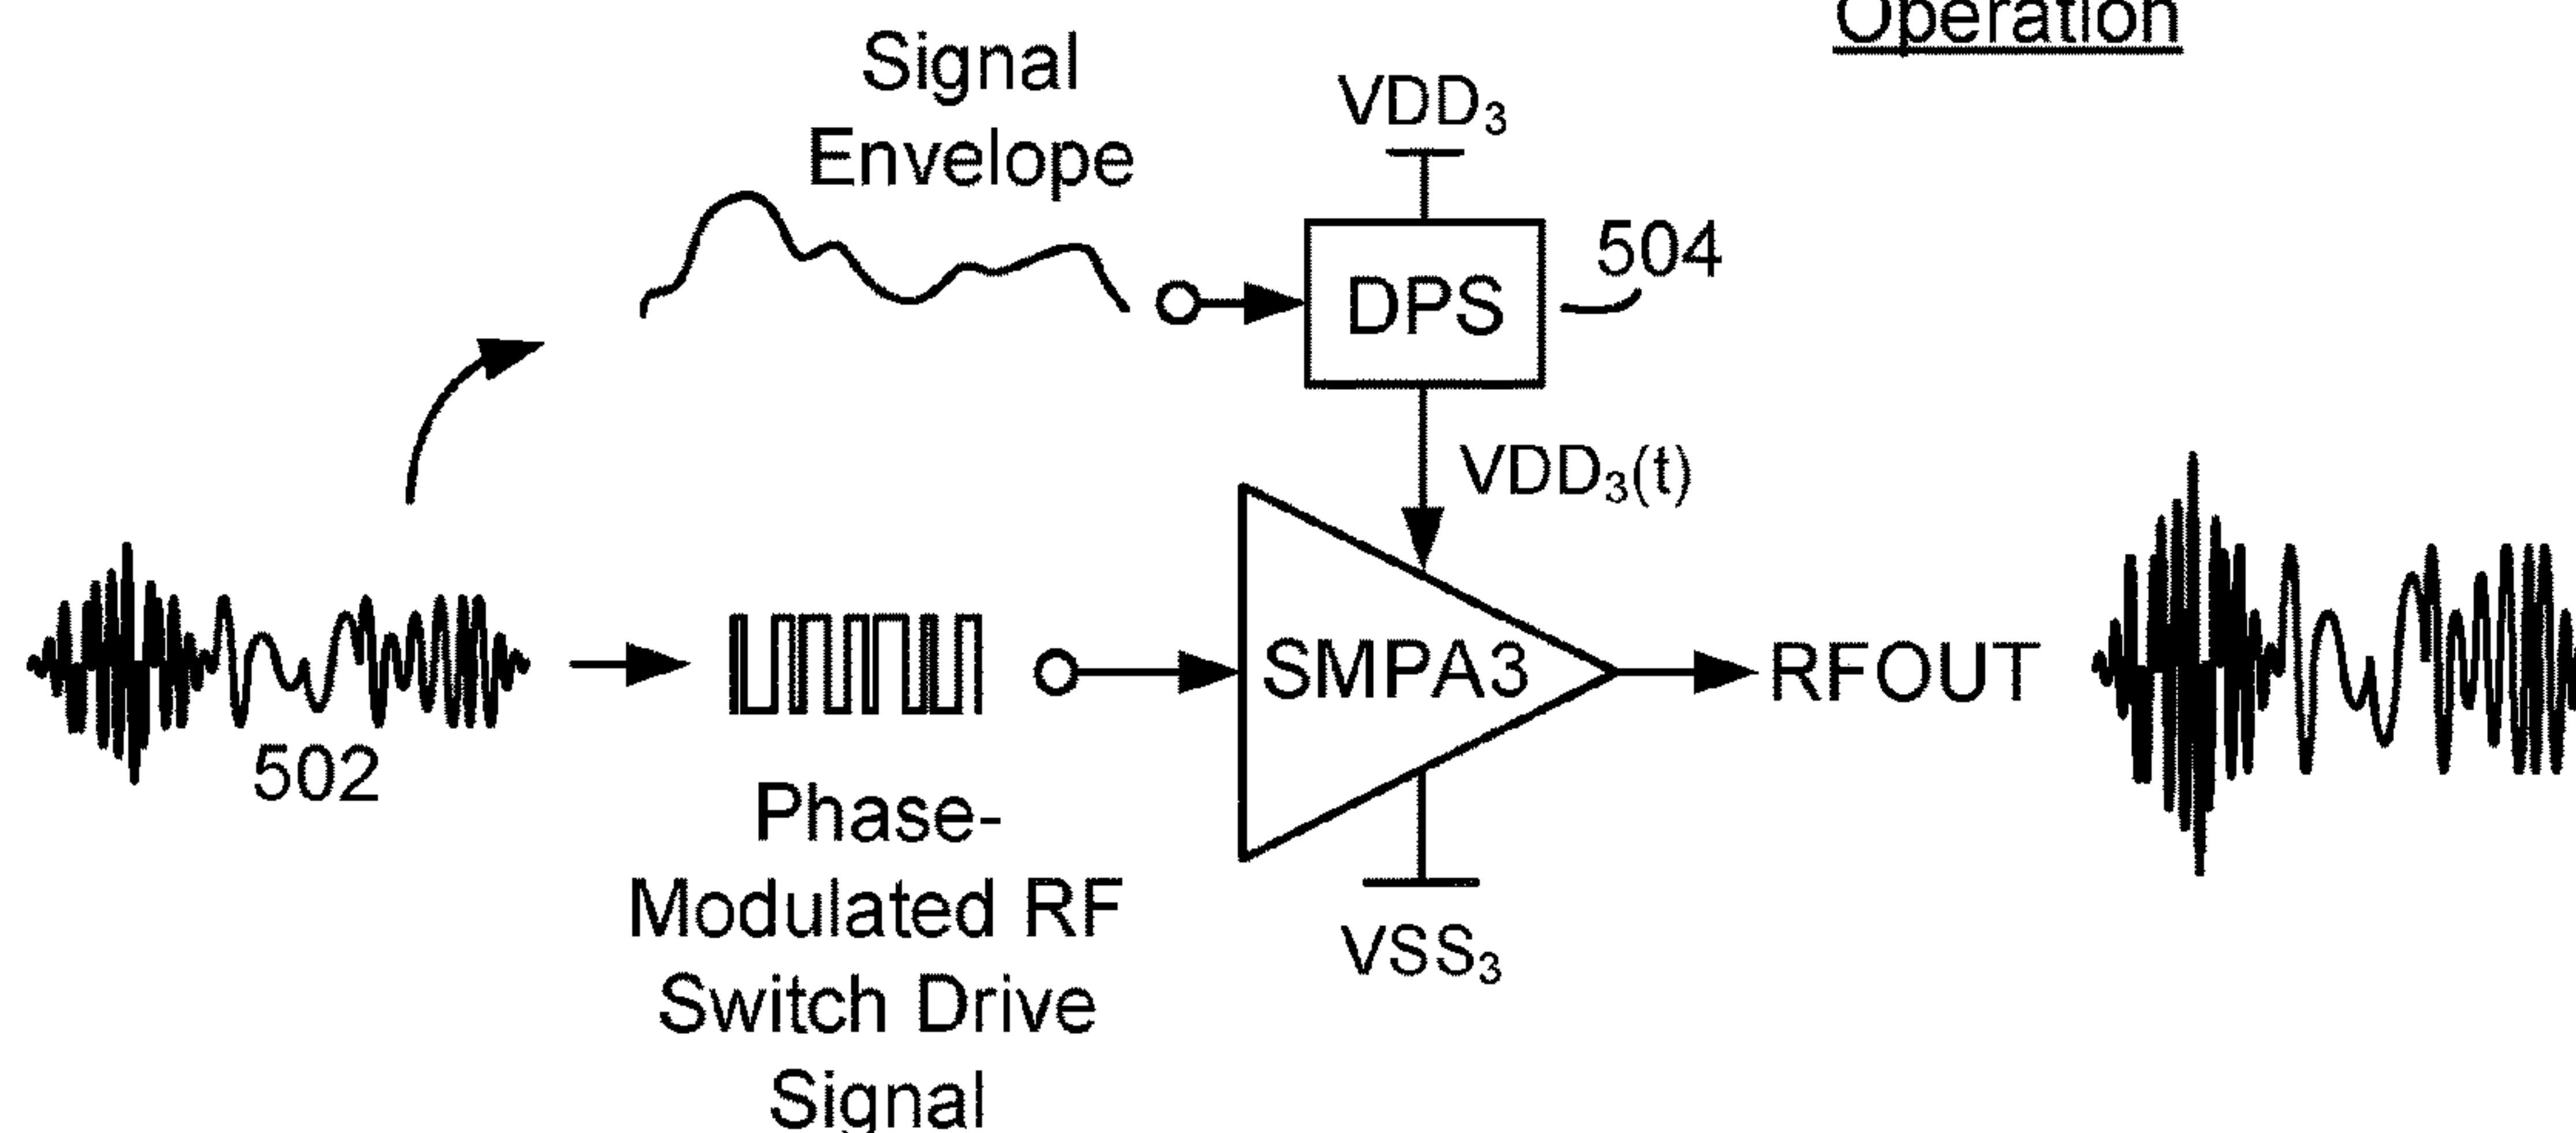 Operation
Signal
Envelope
VDD₃
DPS
504
VDD₃(t)
502
SMPA3
RFOUT
Phase-
Modulated RF
Switch Drive
Signal
VSS₃